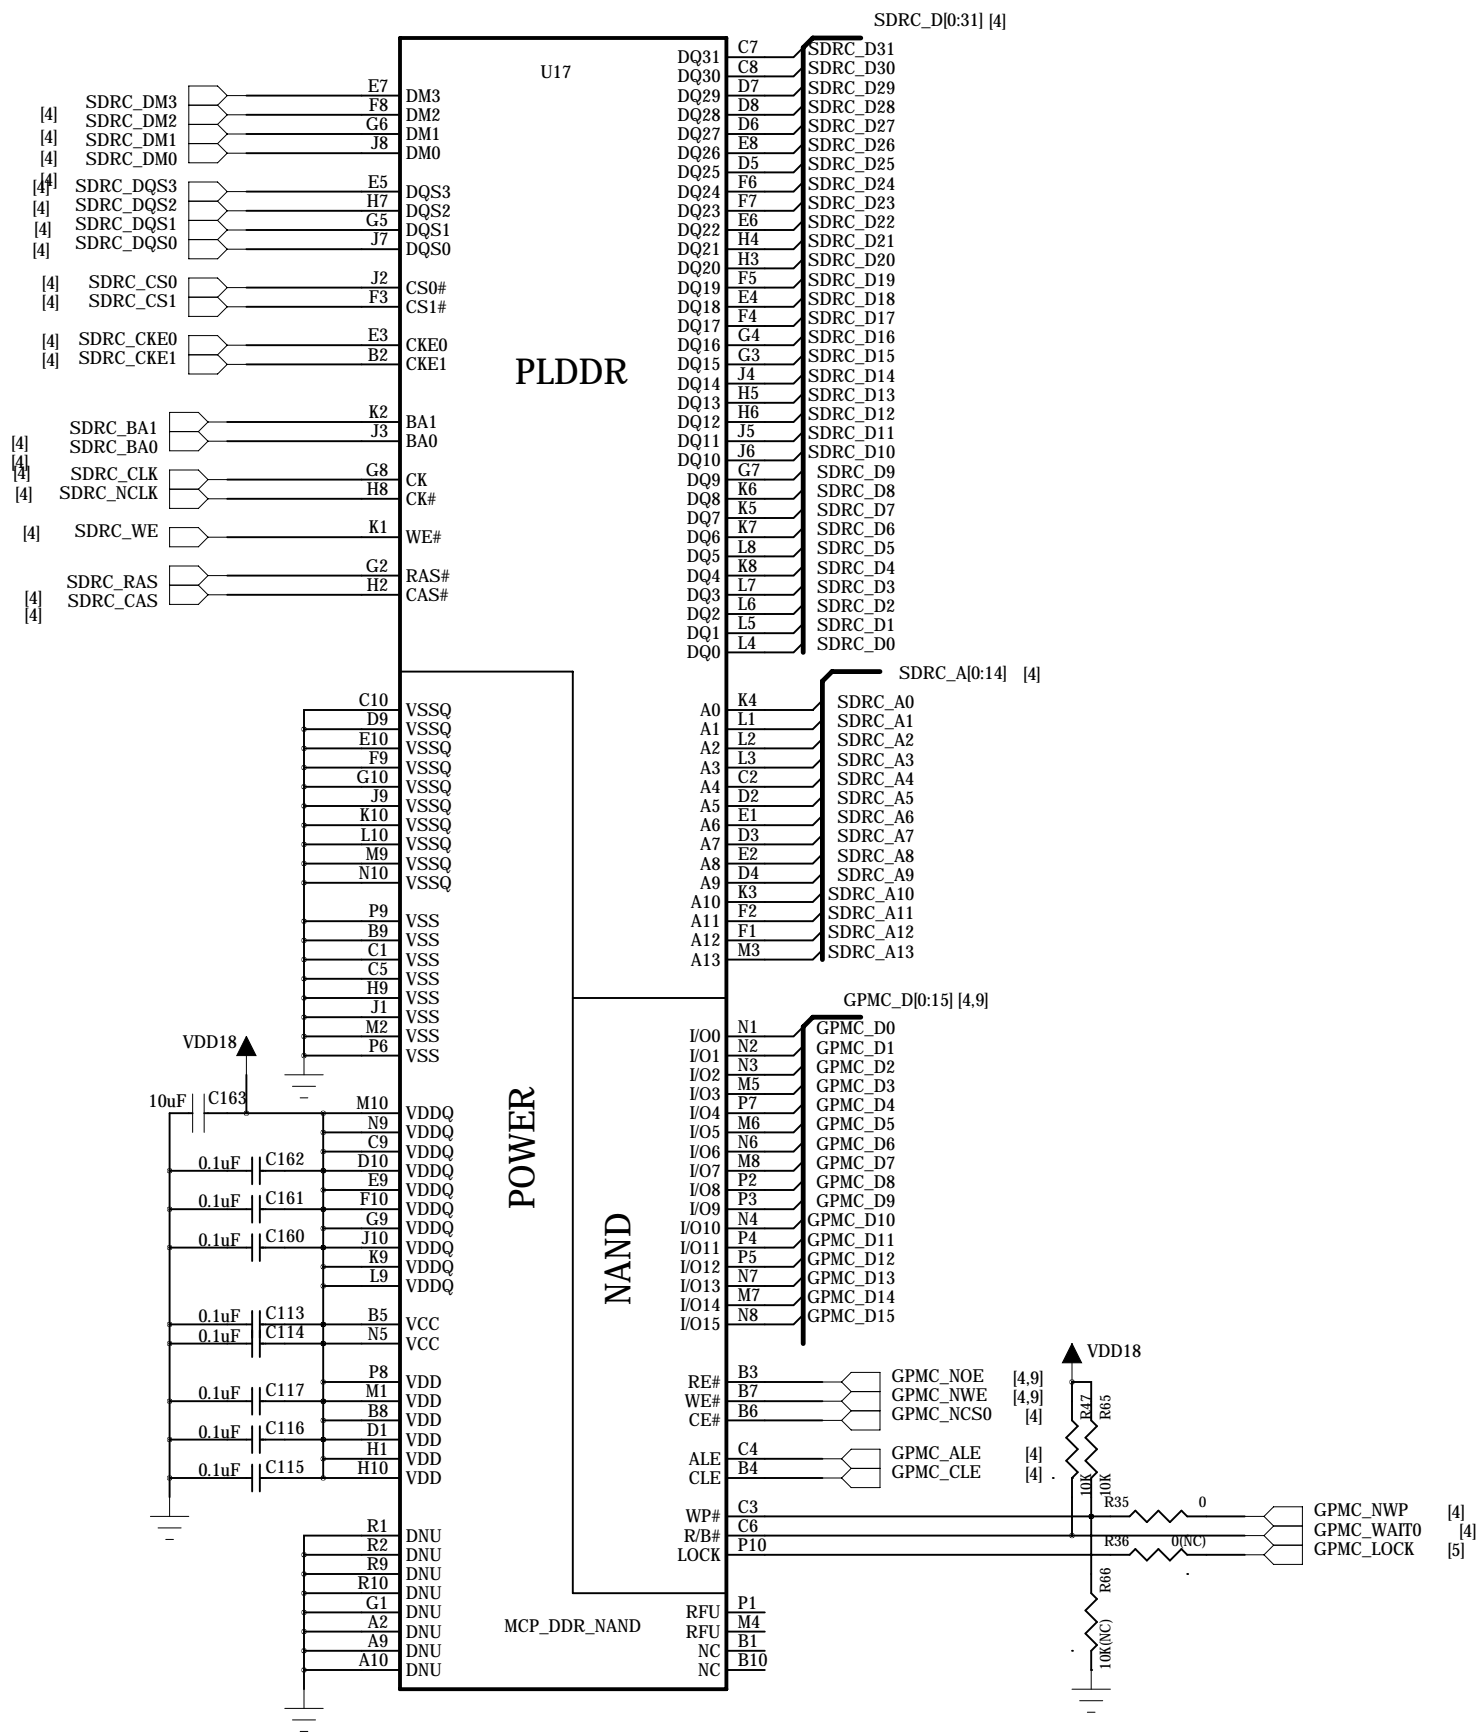 SDRC_D[0:31] [4]
U17
PLDDR
[4] SDRC_DM3 E7 DM3
[4] SDRC_DM2 F8 DM2
[4] SDRC_DM1 G6 DM1
[4] SDRC_DM0 J8 DM0
[4] SDRC_DQS3 E5 DQS3
[4] SDRC_DQS2 H7 DQS2
[4] SDRC_DQS1 G5 DQS1
[4] SDRC_DQS0 J7 DQS0
[4] SDRC_CS0 J2 CS0#
[4] SDRC_CS1 F3 CS1#
[4] SDRC_CKE0 E3 CKE0
[4] SDRC_CKE1 B2 CKE1
[4] SDRC_BA1 K2 BA1
[4] SDRC_BA0 J3 BA0
[4] SDRC_CLK G8 CK
[4] SDRC_NCLK H8 CK#
[4] SDRC_WE K1 WE#
[4] SDRC_RAS G2 RAS#
[4] SDRC_CAS H2 CAS#
DQ31 C7 SDRC_D31
DQ30 C8 SDRC_D30
DQ29 D7 SDRC_D29
DQ28 D8 SDRC_D28
DQ27 D6 SDRC_D27
DQ26 E8 SDRC_D26
DQ25 D5 SDRC_D25
DQ24 F6 SDRC_D24
DQ23 F7 SDRC_D23
DQ22 E6 SDRC_D22
DQ21 H4 SDRC_D21
DQ20 H3 SDRC_D20
DQ19 F5 SDRC_D19
DQ18 E4 SDRC_D18
DQ17 F4 SDRC_D17
DQ16 G4 SDRC_D16
DQ15 G3 SDRC_D15
DQ14 J4 SDRC_D14
DQ13 H5 SDRC_D13
DQ12 H6 SDRC_D12
DQ11 J5 SDRC_D11
DQ10 J6 SDRC_D10
DQ9 G7 SDRC_D9
DQ8 K6 SDRC_D8
DQ7 K5 SDRC_D7
DQ6 K7 SDRC_D6
DQ5 L8 SDRC_D5
DQ4 K8 SDRC_D4
DQ3 L7 SDRC_D3
DQ2 L6 SDRC_D2
DQ1 L5 SDRC_D1
DQ0 L4 SDRC_D0
SDRC_A[0:14] [4]
A0 K4 SDRC_A0
A1 L1 SDRC_A1
A2 L2 SDRC_A2
A3 L3 SDRC_A3
A4 C2 SDRC_A4
A5 D2 SDRC_A5
A6 E1 SDRC_A6
A7 D3 SDRC_A7
A8 E2 SDRC_A8
A9 D4 SDRC_A9
A10 K3 SDRC_A10
A11 F2 SDRC_A11
A12 F1 SDRC_A12
A13 M3 SDRC_A13
C10 VSSQ
D9 VSSQ
E10 VSSQ
F9 VSSQ
G10 VSSQ
J9 VSSQ
K10 VSSQ
L10 VSSQ
M9 VSSQ
N10 VSSQ
P9 VSS
B9 VSS
C1 VSS
C5 VSS
H9 VSS
J1 VSS
M2 VSS
P6 VSS
VDD18
POWER
10uF C163 M10 VDDQ
N9 VDDQ
C9 VDDQ
0.1uF C162 D10 VDDQ
E9 VDDQ
0.1uF C161 F10 VDDQ
G9 VDDQ
0.1uF C160 J10 VDDQ
K9 VDDQ
L9 VDDQ
0.1uF C113 B5 VCC
0.1uF C114 N5 VCC
P8 VDD
0.1uF C117 M1 VDD
B8 VDD
0.1uF C116 D1 VDD
H1 VDD
0.1uF C115 H10 VDD
R1 DNU
R2 DNU
R9 DNU
R10 DNU
G1 DNU
A2 DNU
A9 DNU
A10 DNU
NAND
GPMC_D[0:15] [4,9]
I/O0 N1 GPMC_D0
I/O1 N2 GPMC_D1
I/O2 N3 GPMC_D2
I/O3 M5 GPMC_D3
I/O4 P7 GPMC_D4
I/O5 M6 GPMC_D5
I/O6 N6 GPMC_D6
I/O7 M8 GPMC_D7
I/O8 P2 GPMC_D8
I/O9 P3 GPMC_D9
I/O10 N4 GPMC_D10
I/O11 P4 GPMC_D11
I/O12 P5 GPMC_D12
I/O13 N7 GPMC_D13
I/O14 M7 GPMC_D14
I/O15 N8 GPMC_D15
VDD18
RE# B3 GPMC_NOE [4,9]
WE# B7 GPMC_NWE [4,9]
CE# B6 GPMC_NCS0 [4]
ALE C4 GPMC_ALE [4]
CLE B4 GPMC_CLE [4]
R47 10K
R65 10K
WP# C3 R35 0 GPMC_NWP [4]
R/B# C6 GPMC_WAIT0 [4]
LOCK P10 R36 0(NC) GPMC_LOCK [5]
R66 10K(NC)
MCP_DDR_NAND
RFU P1
RFU M4
NC B1
NC B10